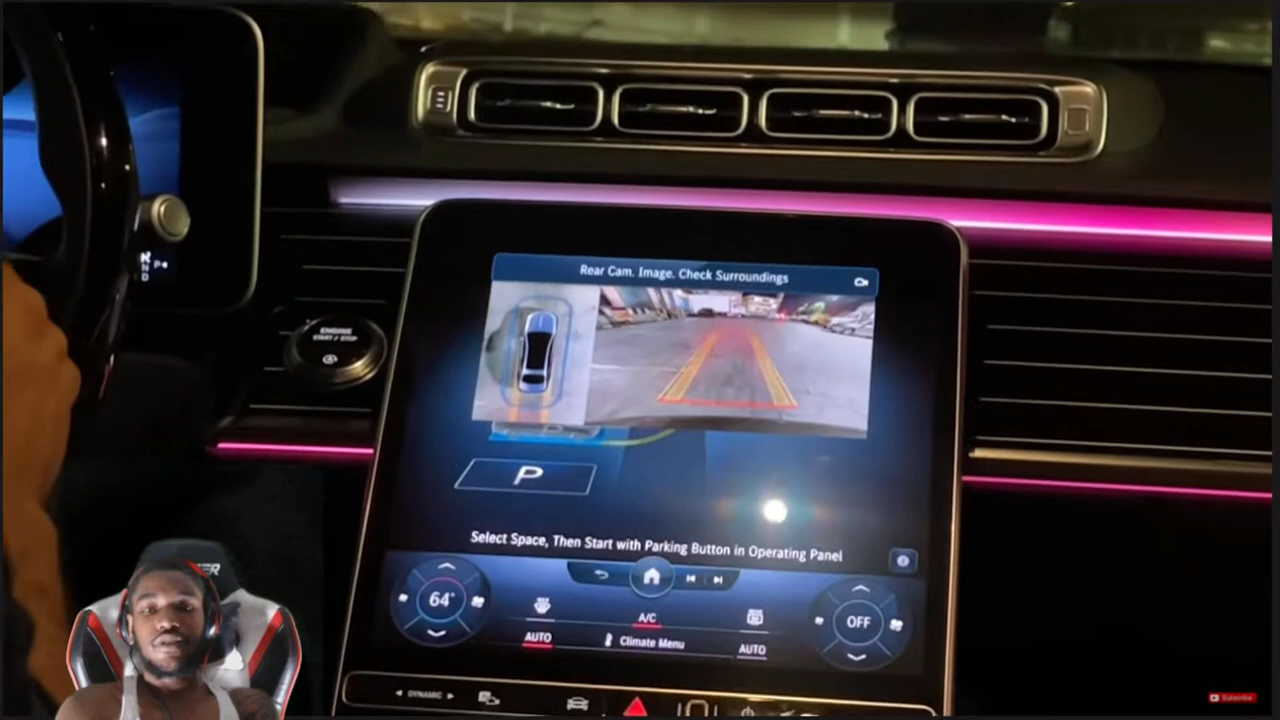 Rear Cam. Image. Check Surroundings
R
N
D
P
ENGINE
START // STOP
P
Select Space, Then Start with Parking Button in Operating Panel
64°
A/C
OFF
AUTO
Climate Menu
AUTO
DYNAMIC
Subscribe